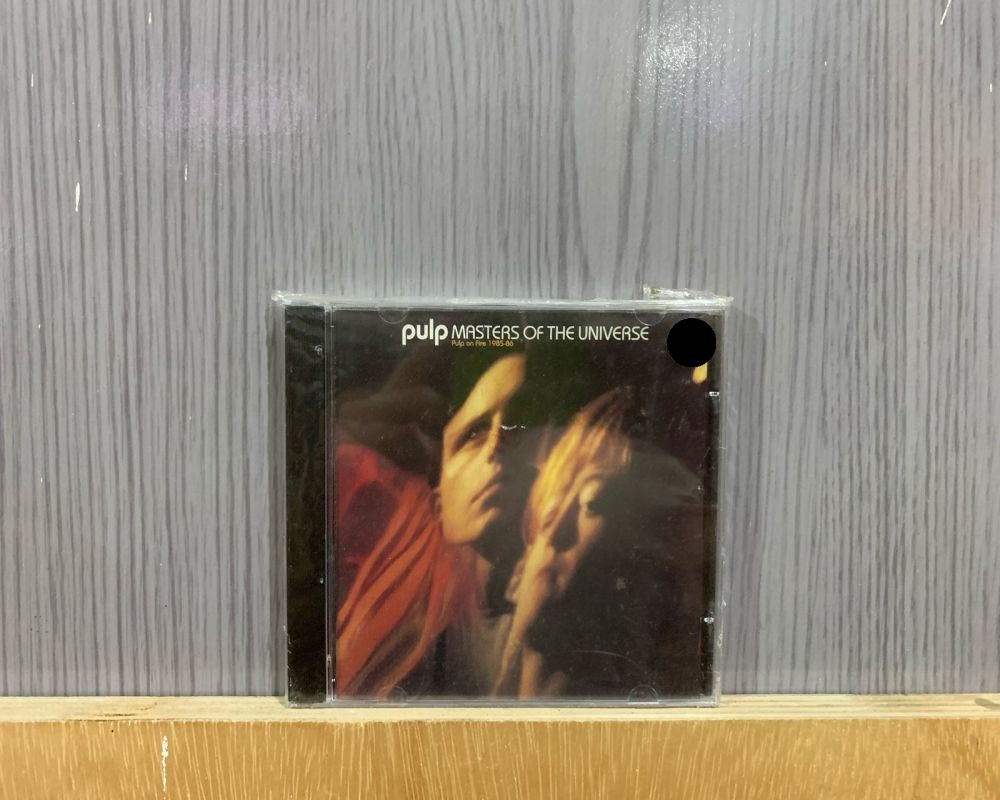 pulp MASTERS OF THE UNIVERSE
Pulp on Fire 1985-86